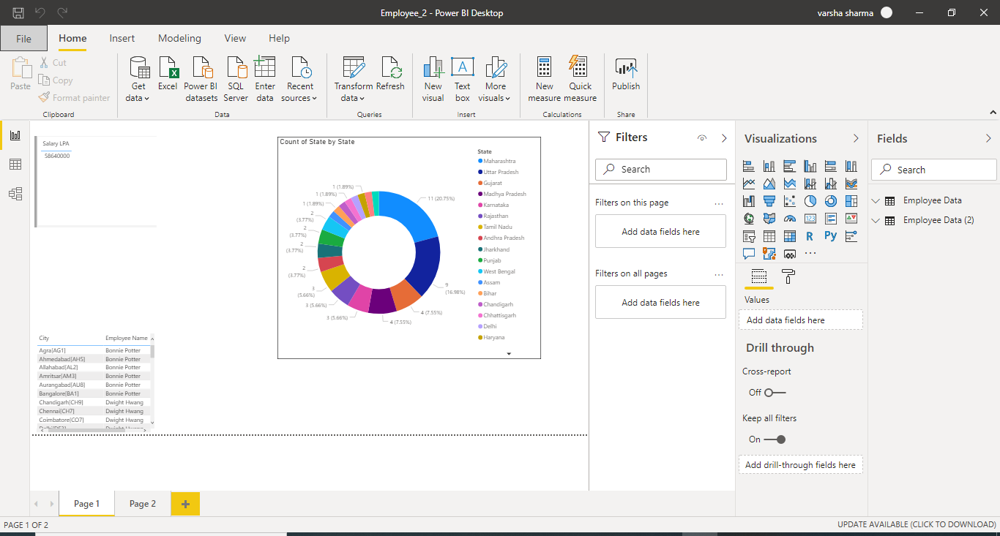 Employee_2 - Power BI Desktop
varsha sharma
File
Home
Insert
Modeling
View
Help
Paste
Cut
Copy
Format painter
Clipboard
Get data
Excel
Power BI datasets
SQL Server
Enter data
Recent sources
Data
Transform data
Refresh
Queries
New visual
Text box
More visuals
Insert
New measure
Quick measure
Calculations
Publish
Share
Salary LPA
58640000
Count of State by State
11 (20.75%)
9 (16.98%)
4 (7.55%)
4 (7.55%)
3 (5.66%)
3 (5.66%)
3 (5.66%)
2 (3.77%)
2 (3.77%)
2 (3.77%)
2 (3.77%)
1 (1.89%)
1 (1.89%)
1 (1.89%)
State
Maharashtra
Uttar Pradesh
Gujarat
Madhya Pradesh
Karnataka
Rajasthan
Tamil Nadu
Andhra Pradesh
Jharkhand
Punjab
West Bengal
Assam
Bihar
Chandigarh
Chhattisgarh
Delhi
Haryana
City Employee Name
Agra[AG1] Bonnie Potter
Ahmedabad[AH5] Bonnie Potter
Allahabad[AL2] Bonnie Potter
Amritsar[AM3] Bonnie Potter
Aurangabad[AU8] Bonnie Potter
Bangalore[BA1] Bonnie Potter
Chandigarh[CH9] Dwight Hwang
Chennai[CH7] Dwight Hwang
Coimbatore[CO7] Dwight Hwang
Filters
Search
Filters on this page
Add data fields here
Filters on all pages
Add data fields here
Visualizations
123
R
Py
Values
Add data fields here
Drill through
Cross-report
Off
Keep all filters
On
Add drill-through fields here
Fields
Search
Employee Data
Employee Data (2)
Page 1
Page 2
PAGE 1 OF 2
UPDATE AVAILABLE (CLICK TO DOWNLOAD)